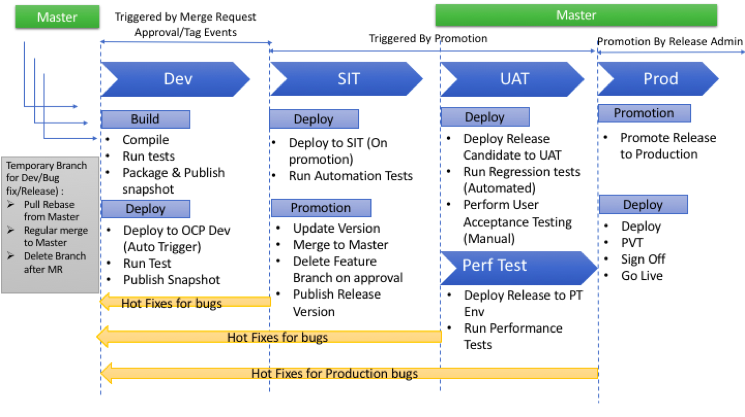 Master
Triggered by Merge Request
Approval/Tag Events
Master
Triggered By Promotion
Promotion By Release Admin
Dev
SIT
UAT
Prod
Build
• Compile
• Run tests
• Package & Publish
snapshot
Deploy
• Deploy to OCP Dev
(Auto Trigger)
• Run Test
• Publish Snapshot
Deploy
• Deploy to SIT (On
promotion)
• Run Automation Tests
Promotion
• Update Version
• Merge to Master
• Delete Feature
Branch on approval
• Publish Release
Version
Deploy
• Deploy Release
Candidate to UAT
• Run Regression tests
(Automated)
• Perform User
Acceptance Testing
(Manual)
Perf Test
• Deploy Release to PT
Env
• Run Performance
Tests
Promotion
• Promote Release
to Production
Deploy
• Deploy
• PVT
• Sign Off
• Go Live
Temporary Branch
for Dev/Bug
fix/Release) :
➢ Pull Rebase
from Master
➢ Regular merge
to Master
➢ Delete Branch
after MR
Hot Fixes for bugs
Hot Fixes for bugs
Hot Fixes for Production bugs